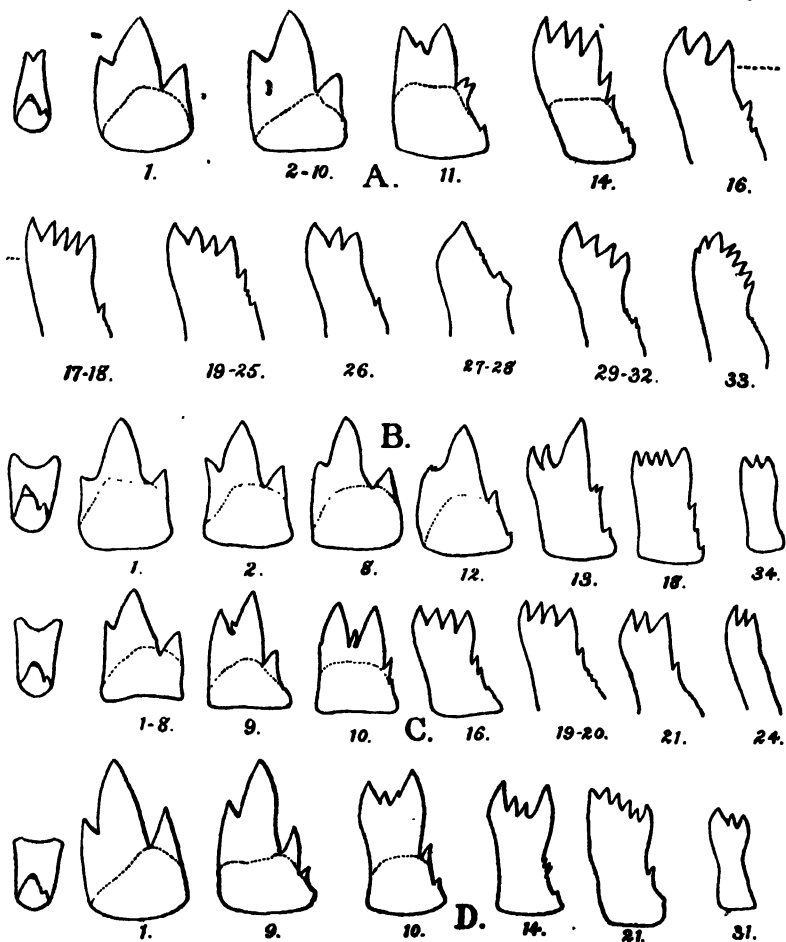 1. 2-10. A. 11. 14. 16.
17-18. 19-25. 26. 27-28 29-32. 33.
B.
1. 2. 8. 12. 13. 18. 34.
1-8. 9. 10. C. 16. 19-20. 21. 24.
1. 9. 10. D. 14. 21. 31.